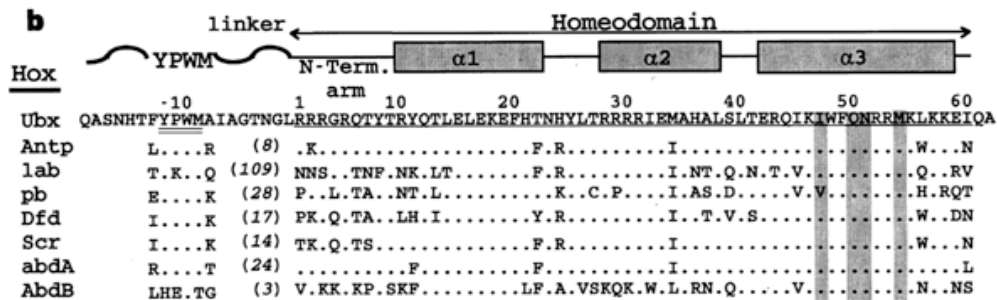 b
linker
Homeodomain
YPWM
α1 α2 α3
Hox
N-Term.
arm
-10 1 10 20 30 40 50 60
Ubx QASNHTFYPWMAIAGTNGLRRRGRQTYTRYQTLELEKEFHTNHYLTRRRRIEMAHALSLTERQIKIWFQNRRMKLKKEIQA
Antp L....R (8) .K...................F.R.........I.....................W...N
lab T.K..Q (109) NNS..TNF.NK.LT.......F.R.........I.NT.Q.N.T.V..........Q..RV
pb E....K (28) P..L.TA..NT.L.........K..C.P....I.AS.D.....V.V........H.RQT
Dfd I....K (17) PK.Q.TA..LH.I........Y.R.........I..T.V.S..............W..DN
Scr I....K (14) TK.Q.TS..............F.R.........I.....................W...N
abdA R....T (24) ..........F..........F...........I.........................L
AbdB LHE.TG (3) V.KK.KP.SKF.........LF.A.VSKQK.W.L.RN.Q.....V..........N..NS